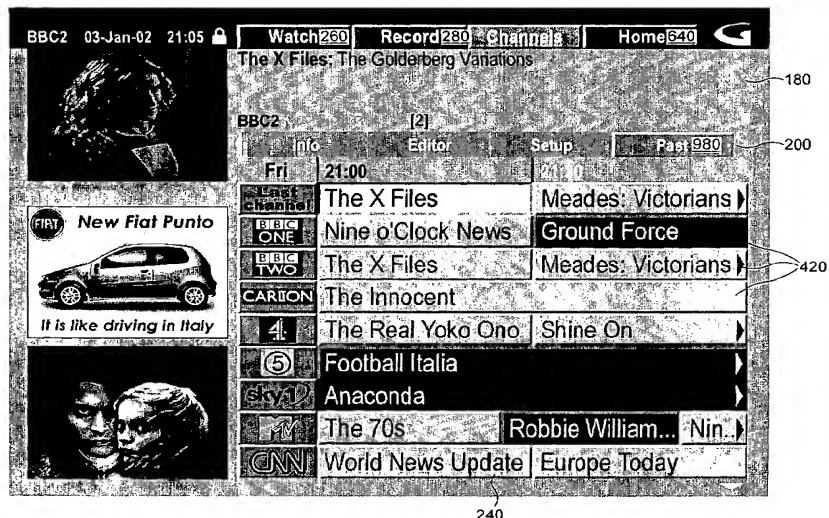 BBC2 03-Jan-02 21:05 Watch 260 Record 280 Channels Home 640
The X Files: The Golderberg Variations
180
BBC2 [2]
Info Editor Setup Past 980
200
Fri 21:00
Last channel The X Files Meades: Victorians
BBC ONE Nine o'Clock News Ground Force
BBC TWO The X Files Meades: Victorians
420
CARLTON The Innocent
4 The Real Yoko Ono Shine On
5 Football Italia
sky 1 Anaconda
MTV The 70s Robbie William... Nin..
CNN World News Update Europe Today
240
FIAT New Fiat Punto
It is like driving in Italy